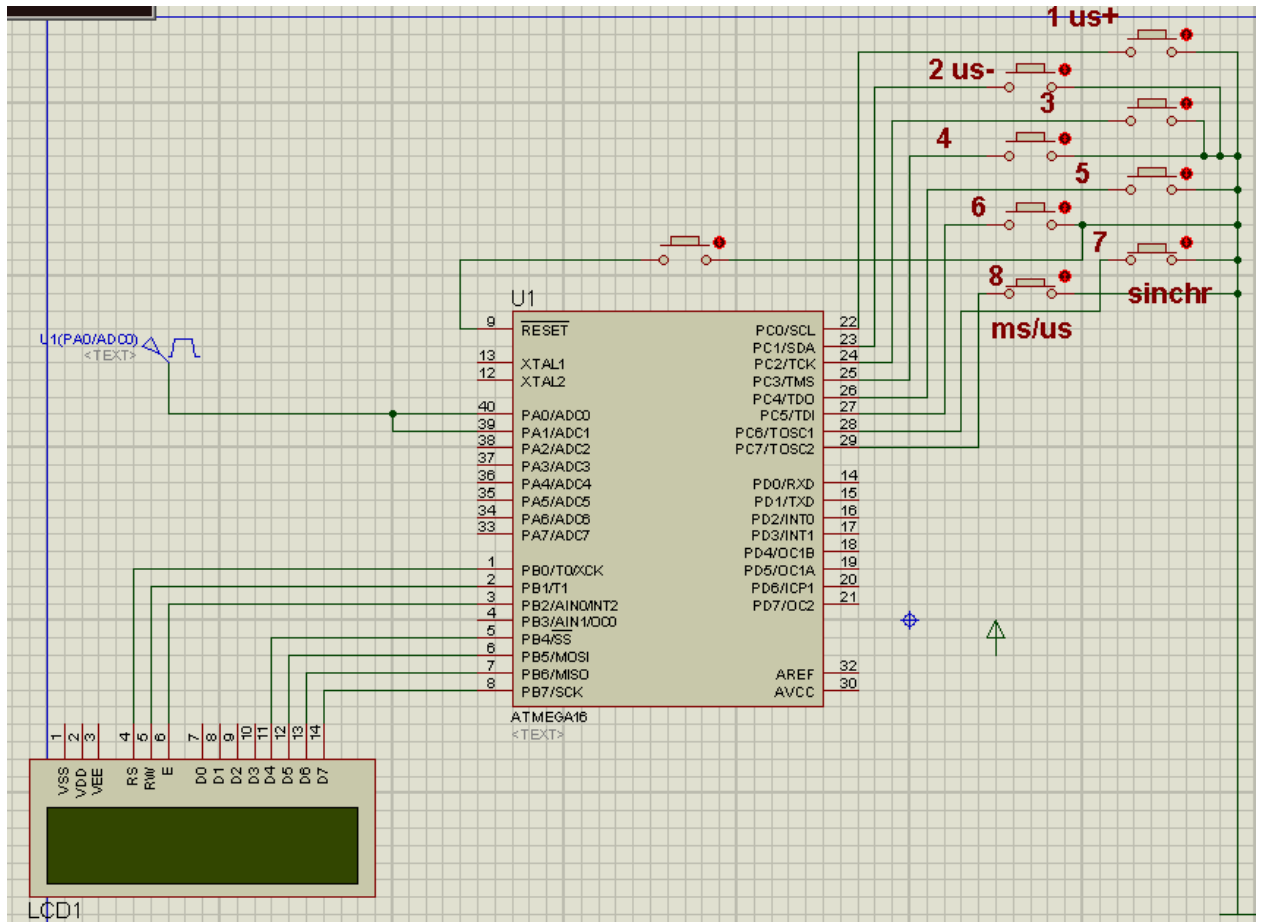 1 us+
2 us-
3
4
5
6
7
8
sinchr
ms/us
U1
U1(PA0/ADC0)
<TEXT>
9 RESET
13 XTAL1
12 XTAL2
40 PA0/ADC0
39 PA1/ADC1
38 PA2/ADC2
37 PA3/ADC3
36 PA4/ADC4
35 PA5/ADC5
34 PA6/ADC6
33 PA7/ADC7
1 PB0/T0/XCK
2 PB1/T1
3 PB2/AIN0/INT2
4 PB3/AIN1/OC0
5 PB4/SS
6 PB5/MOSI
7 PB6/MISO
8 PB7/SCK
PC0/SCL 22
PC1/SDA 23
PC2/TCK 24
PC3/TMS 25
PC4/TDO 26
PC5/TDI 27
PC6/TOSC1 28
PC7/TOSC2 29
PD0/RXD 14
PD1/TXD 15
PD2/INT0 16
PD3/INT1 17
PD4/OC1B 18
PD5/OC1A 19
PD6/ICP1 20
PD7/OC2 21
AREF 32
AVCC 30
ATMEGA16
<TEXT>
1 2 3 4 5 6 7 8 9 10 11 12 13 14
VSS VDD VEE RS RW E D0 D1 D2 D3 D4 D5 D6 D7
LCD1